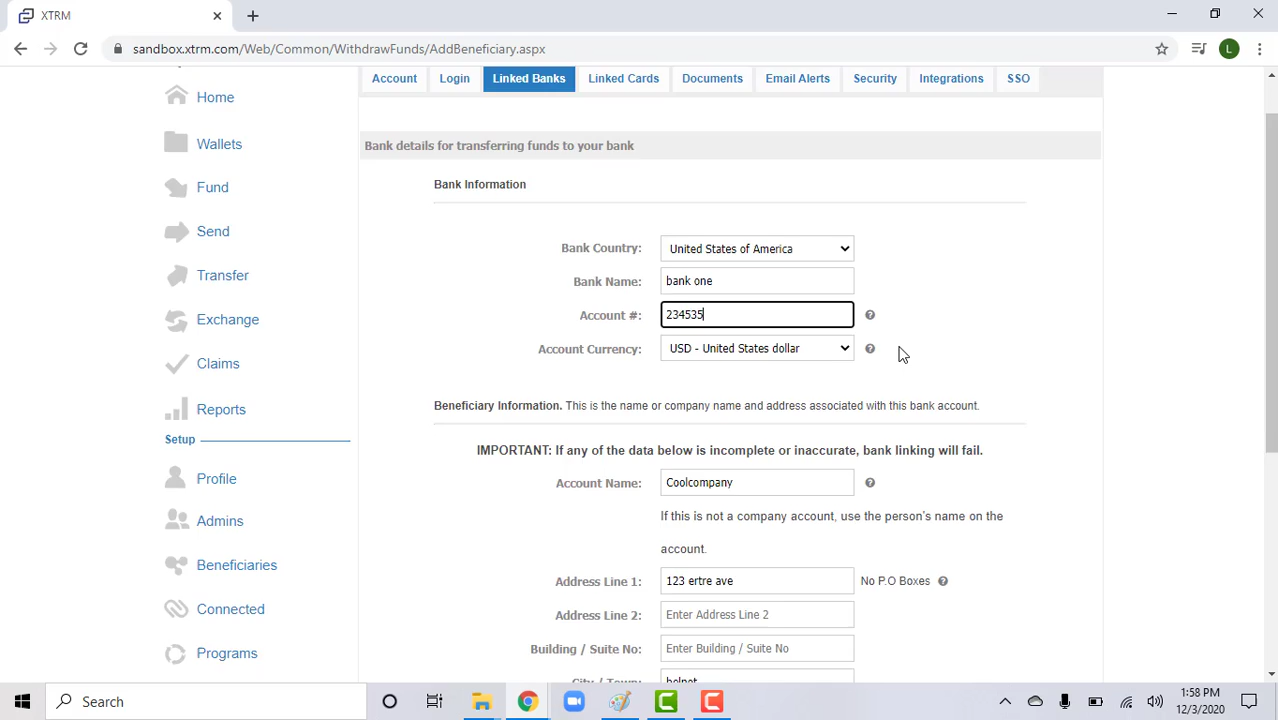 XTRM
sandbox.xtrm.com/Web/Common/WithdrawFunds/AddBeneficiary.aspx
L
Account Login Linked Banks Linked Cards Documents Email Alerts Security Integrations SSO
Home
Wallets
Fund
Send
Transfer
Exchange
Claims
Reports
Setup
Profile
Admins
Beneficiaries
Connected
Programs
Bank details for transferring funds to your bank
Bank Information
Bank Country: United States of America
Bank Name: bank one
Account #: 234535 ?
Account Currency: USD - United States dollar ?
Beneficiary Information. This is the name or company name and address associated with this bank account.
IMPORTANT: If any of the data below is incomplete or inaccurate, bank linking will fail.
Account Name: Coolcompany ?
If this is not a company account, use the person's name on the
account.
Address Line 1: 123 ertre ave No P.O Boxes ?
Address Line 2: Enter Address Line 2
Building / Suite No: Enter Building / Suite No
City / Town:
Search
1:58 PM
12/3/2020